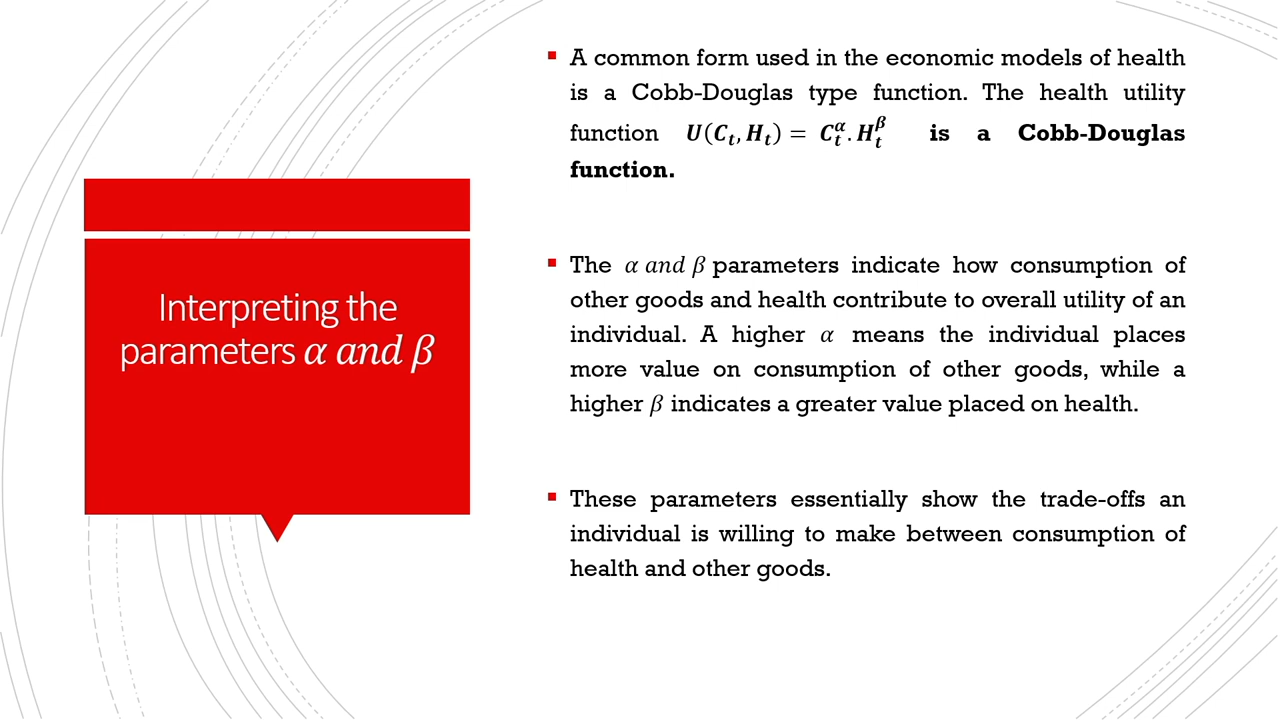 Interpreting the
parameters α and β
A common form used in the economic models of health
is a Cobb-Douglas type function. The health utility
function U(Cₜ, Hₜ) = Cₜ^α . Hₜ^β is a Cobb-Douglas
function.
The α and β parameters indicate how consumption of
other goods and health contribute to overall utility of an
individual. A higher α means the individual places
more value on consumption of other goods, while a
higher β indicates a greater value placed on health.
These parameters essentially show the trade-offs an
individual is willing to make between consumption of
health and other goods.